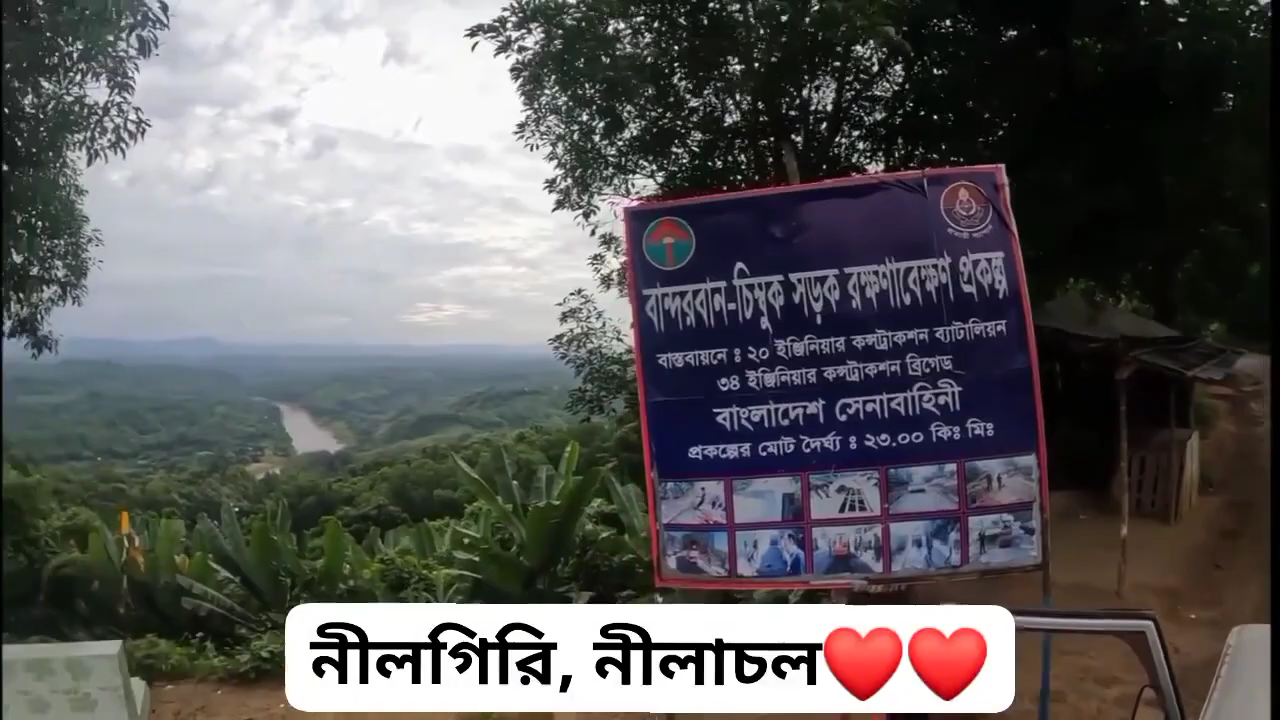 বান্দরবান-চিম্বুক সড়ক রক্ষণাবেক্ষণ প্রকল্প
বাস্তবায়নে ঃ ২০ ইঞ্জিনিয়ার কন্সট্রাকশন ব্যাটালিয়ন
৩৪ ইঞ্জিনিয়ার কন্সট্রাকশন ব্রিগেড
বাংলাদেশ সেনাবাহিনী
প্রকল্পের মোট দৈর্ঘ্য ঃ ২৩.০০ কিঃ মিঃ
নীলগিরি, নীলাচল❤️❤️